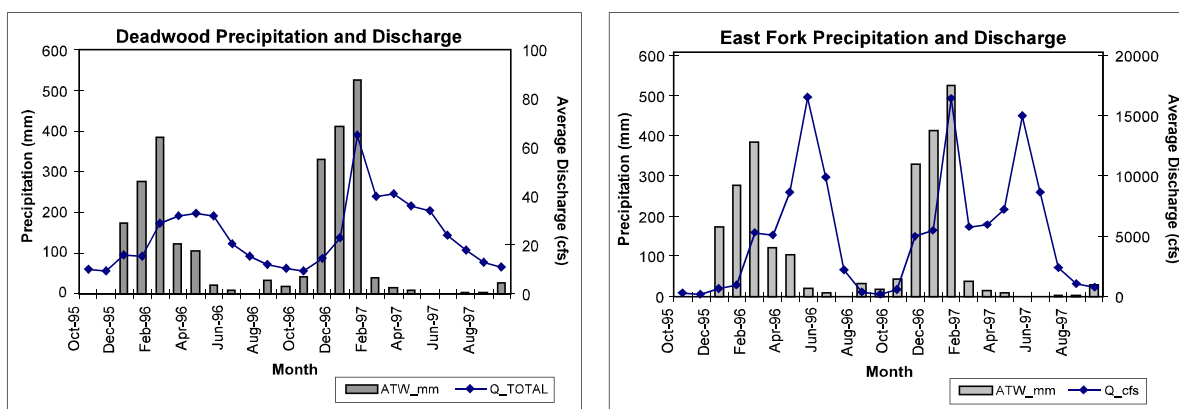 Deadwood Precipitation and Discharge
600
500
400
300
200
100
0
Precipitation (mm)
100
80
60
40
20
0
Average Discharge (cfs)
Oct-95
Dec-95
Feb-96
Apr-96
Jun-96
Aug-96
Oct-96
Dec-96
Feb-97
Apr-97
Jun-97
Aug-97
Month
ATW_mm Q_TOTAL
East Fork Precipitation and Discharge
600
500
400
300
200
100
0
Precipitation (mm)
20000
15000
10000
5000
0
Average Discharge (cfs)
Oct-95
Dec-95
Feb-96
Apr-96
Jun-96
Aug-96
Oct-96
Dec-96
Feb-97
Apr-97
Jun-97
Aug-97
Month
ATW_mm Q_cfs